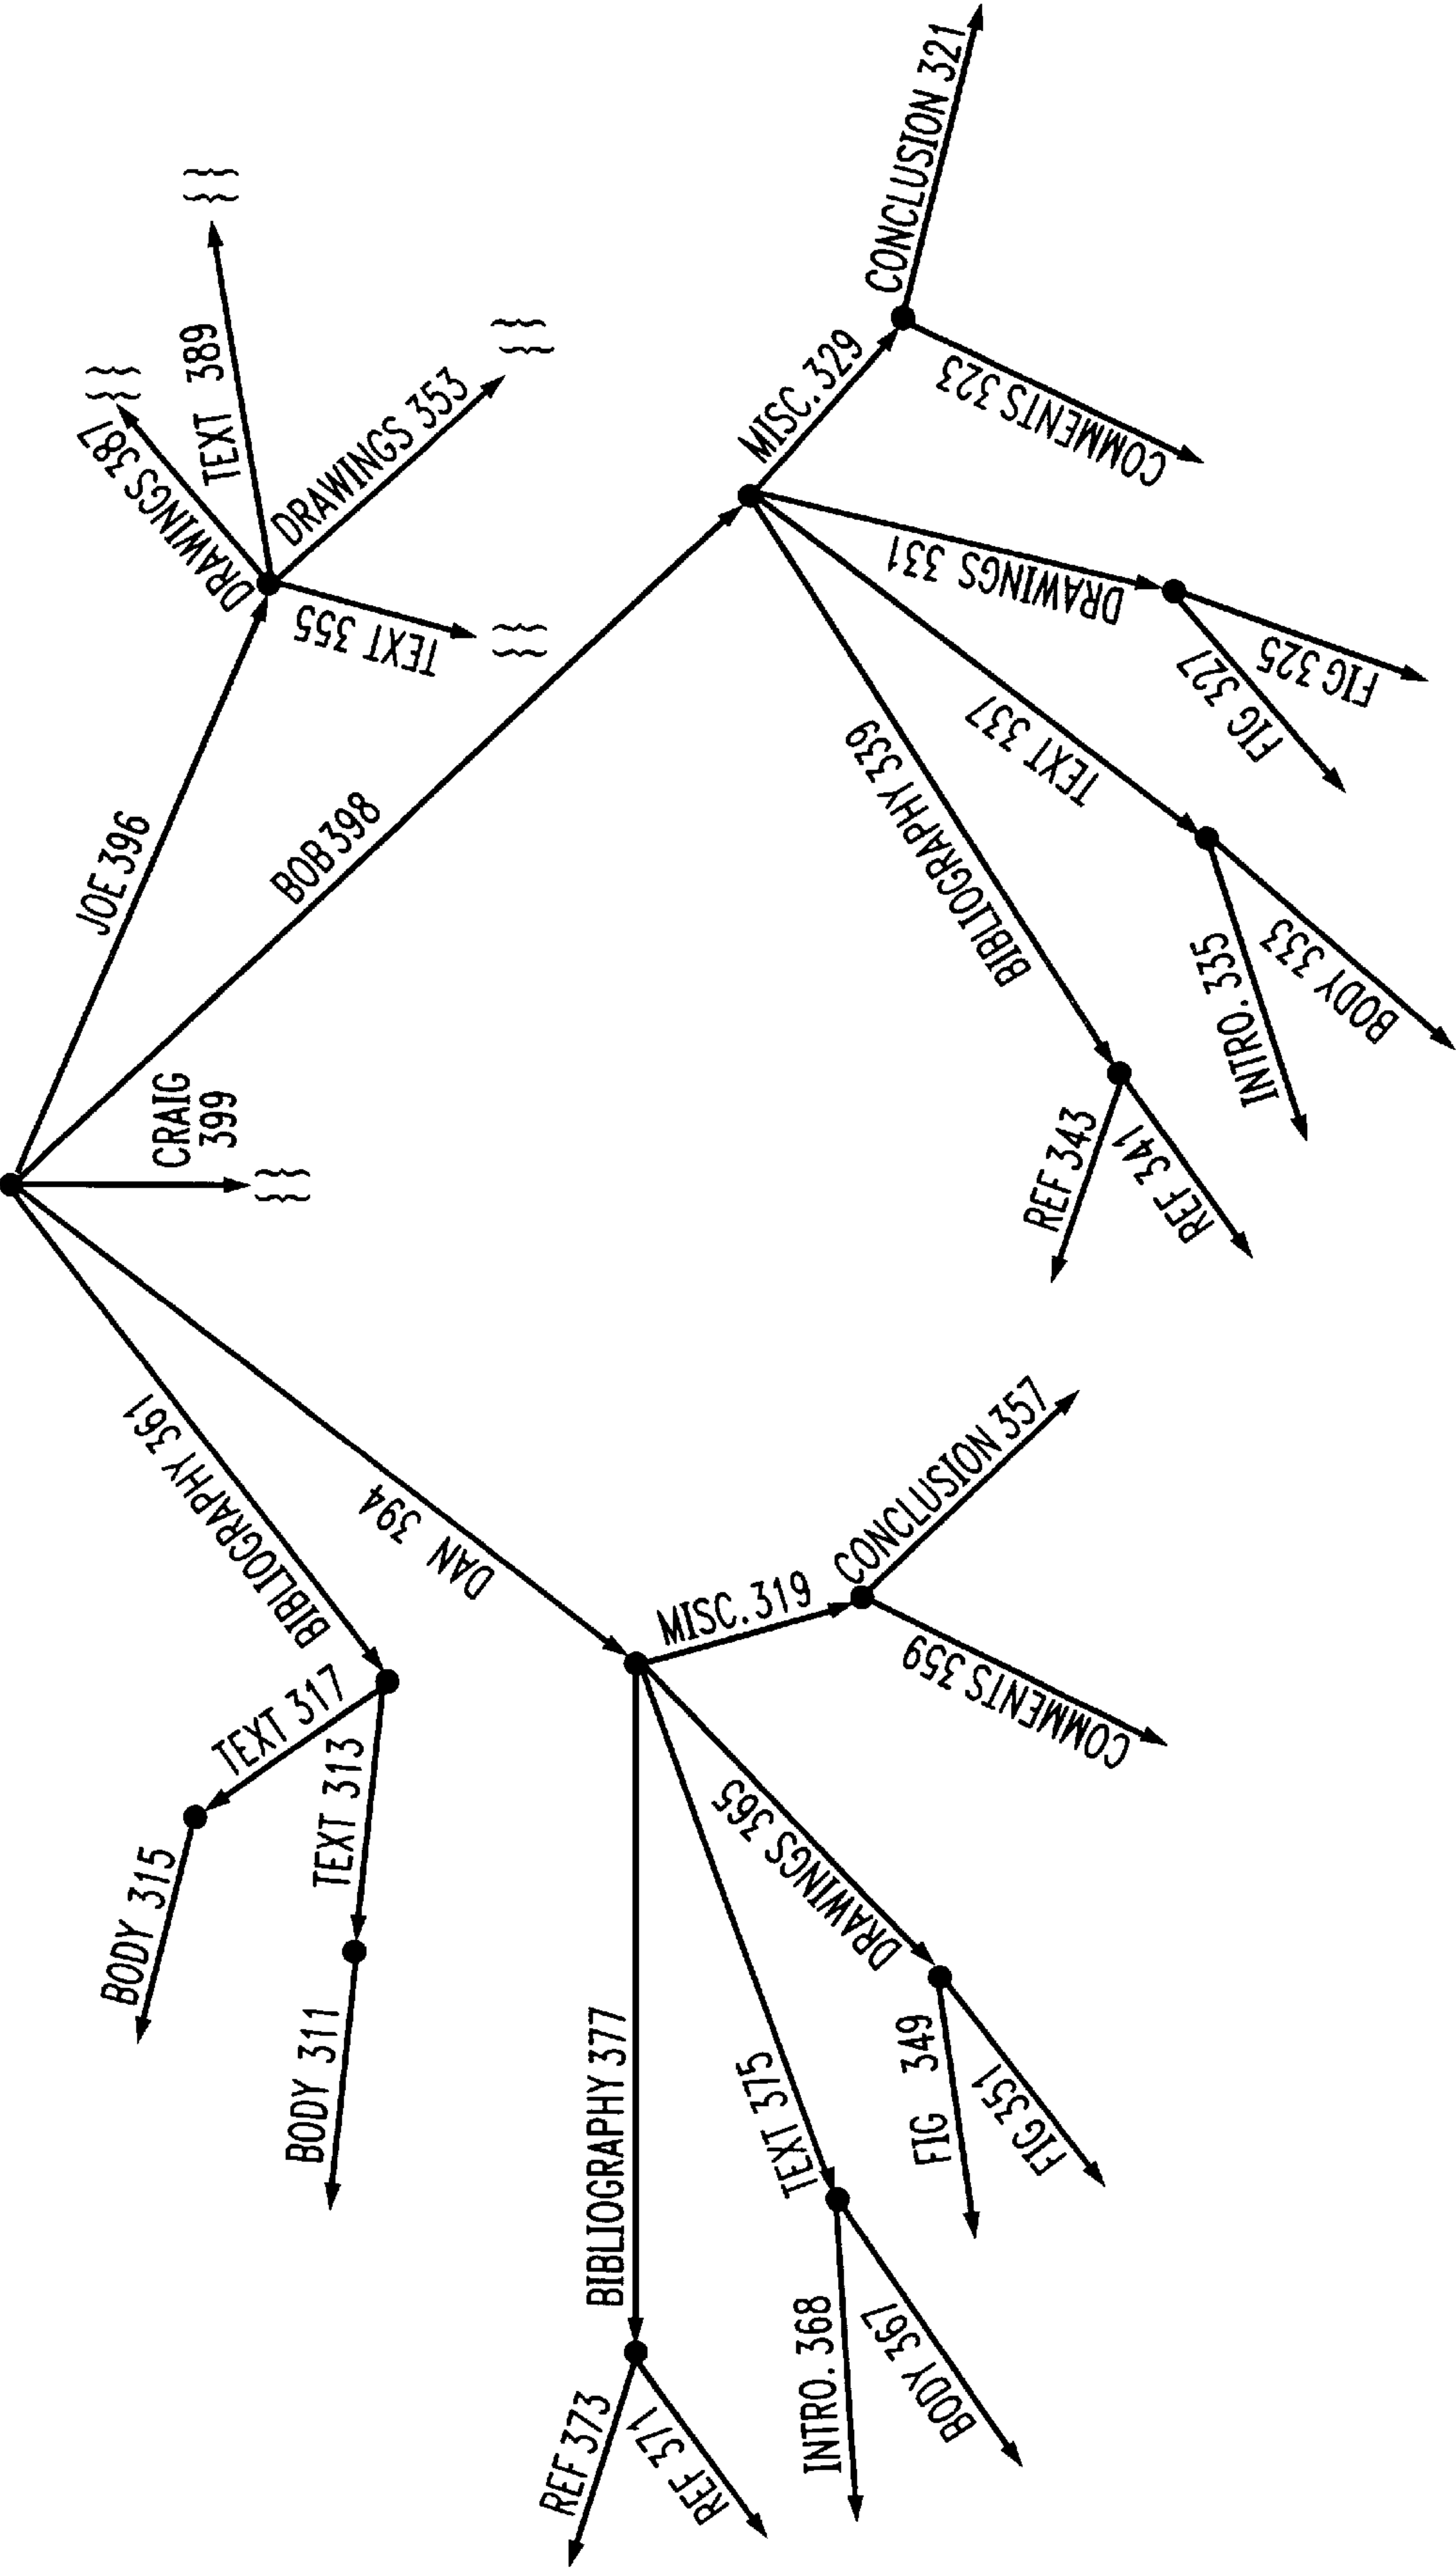 JOE 396
DRAWINGS 387
TEXT 389
DRAWINGS 353
TEXT 355
BOB 398
MISC. 329
CONCLUSION 321
COMMENTS 323
DRAWINGS 331
FIG 325
FIG 327
TEXT 337
BODY 333
INTRO. 335
BIBLIOGRAPHY 339
REF 341
REF 343
CRAIG
399
BIBLIOGRAPHY 361
TEXT 317
BODY 315
TEXT 313
BODY 311
DAN 394
MISC. 319
CONCLUSION 357
COMMENTS 359
DRAWINGS 365
FIG 349
FIG 351
TEXT 375
INTRO. 368
BODY 367
BIBLIOGRAPHY 377
REF 373
REF 371